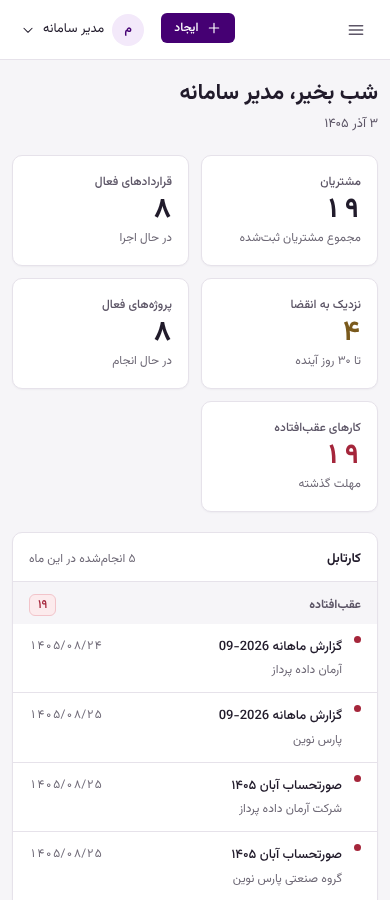 ایجاد
م مدیر سامانه
شب بخیر، مدیر سامانه
۳ آذر ۱۴۰۵
مشتریان
۱۹
مجموع مشتریان ثبت‌شده
قراردادهای فعال
۸
در حال اجرا
نزدیک به انقضا
۴
تا ۳۰ روز آینده
پروژه‌های فعال
۸
در حال انجام
کارهای عقب‌افتاده
۱۹
مهلت گذشته
کارتابل ۵ انجام‌شده در این ماه
عقب‌افتاده ۱۹
گزارش ماهانه 2026-09 ۱۴۰۵/۰۸/۲۴
آرمان داده پرداز
گزارش ماهانه 2026-09 ۱۴۰۵/۰۸/۲۵
پارس نوین
صورتحساب آبان ۱۴۰۵ ۱۴۰۵/۰۸/۲۵
شرکت آرمان داده پرداز
صورتحساب آبان ۱۴۰۵ ۱۴۰۵/۰۸/۲۵
گروه صنعتی پارس نوین